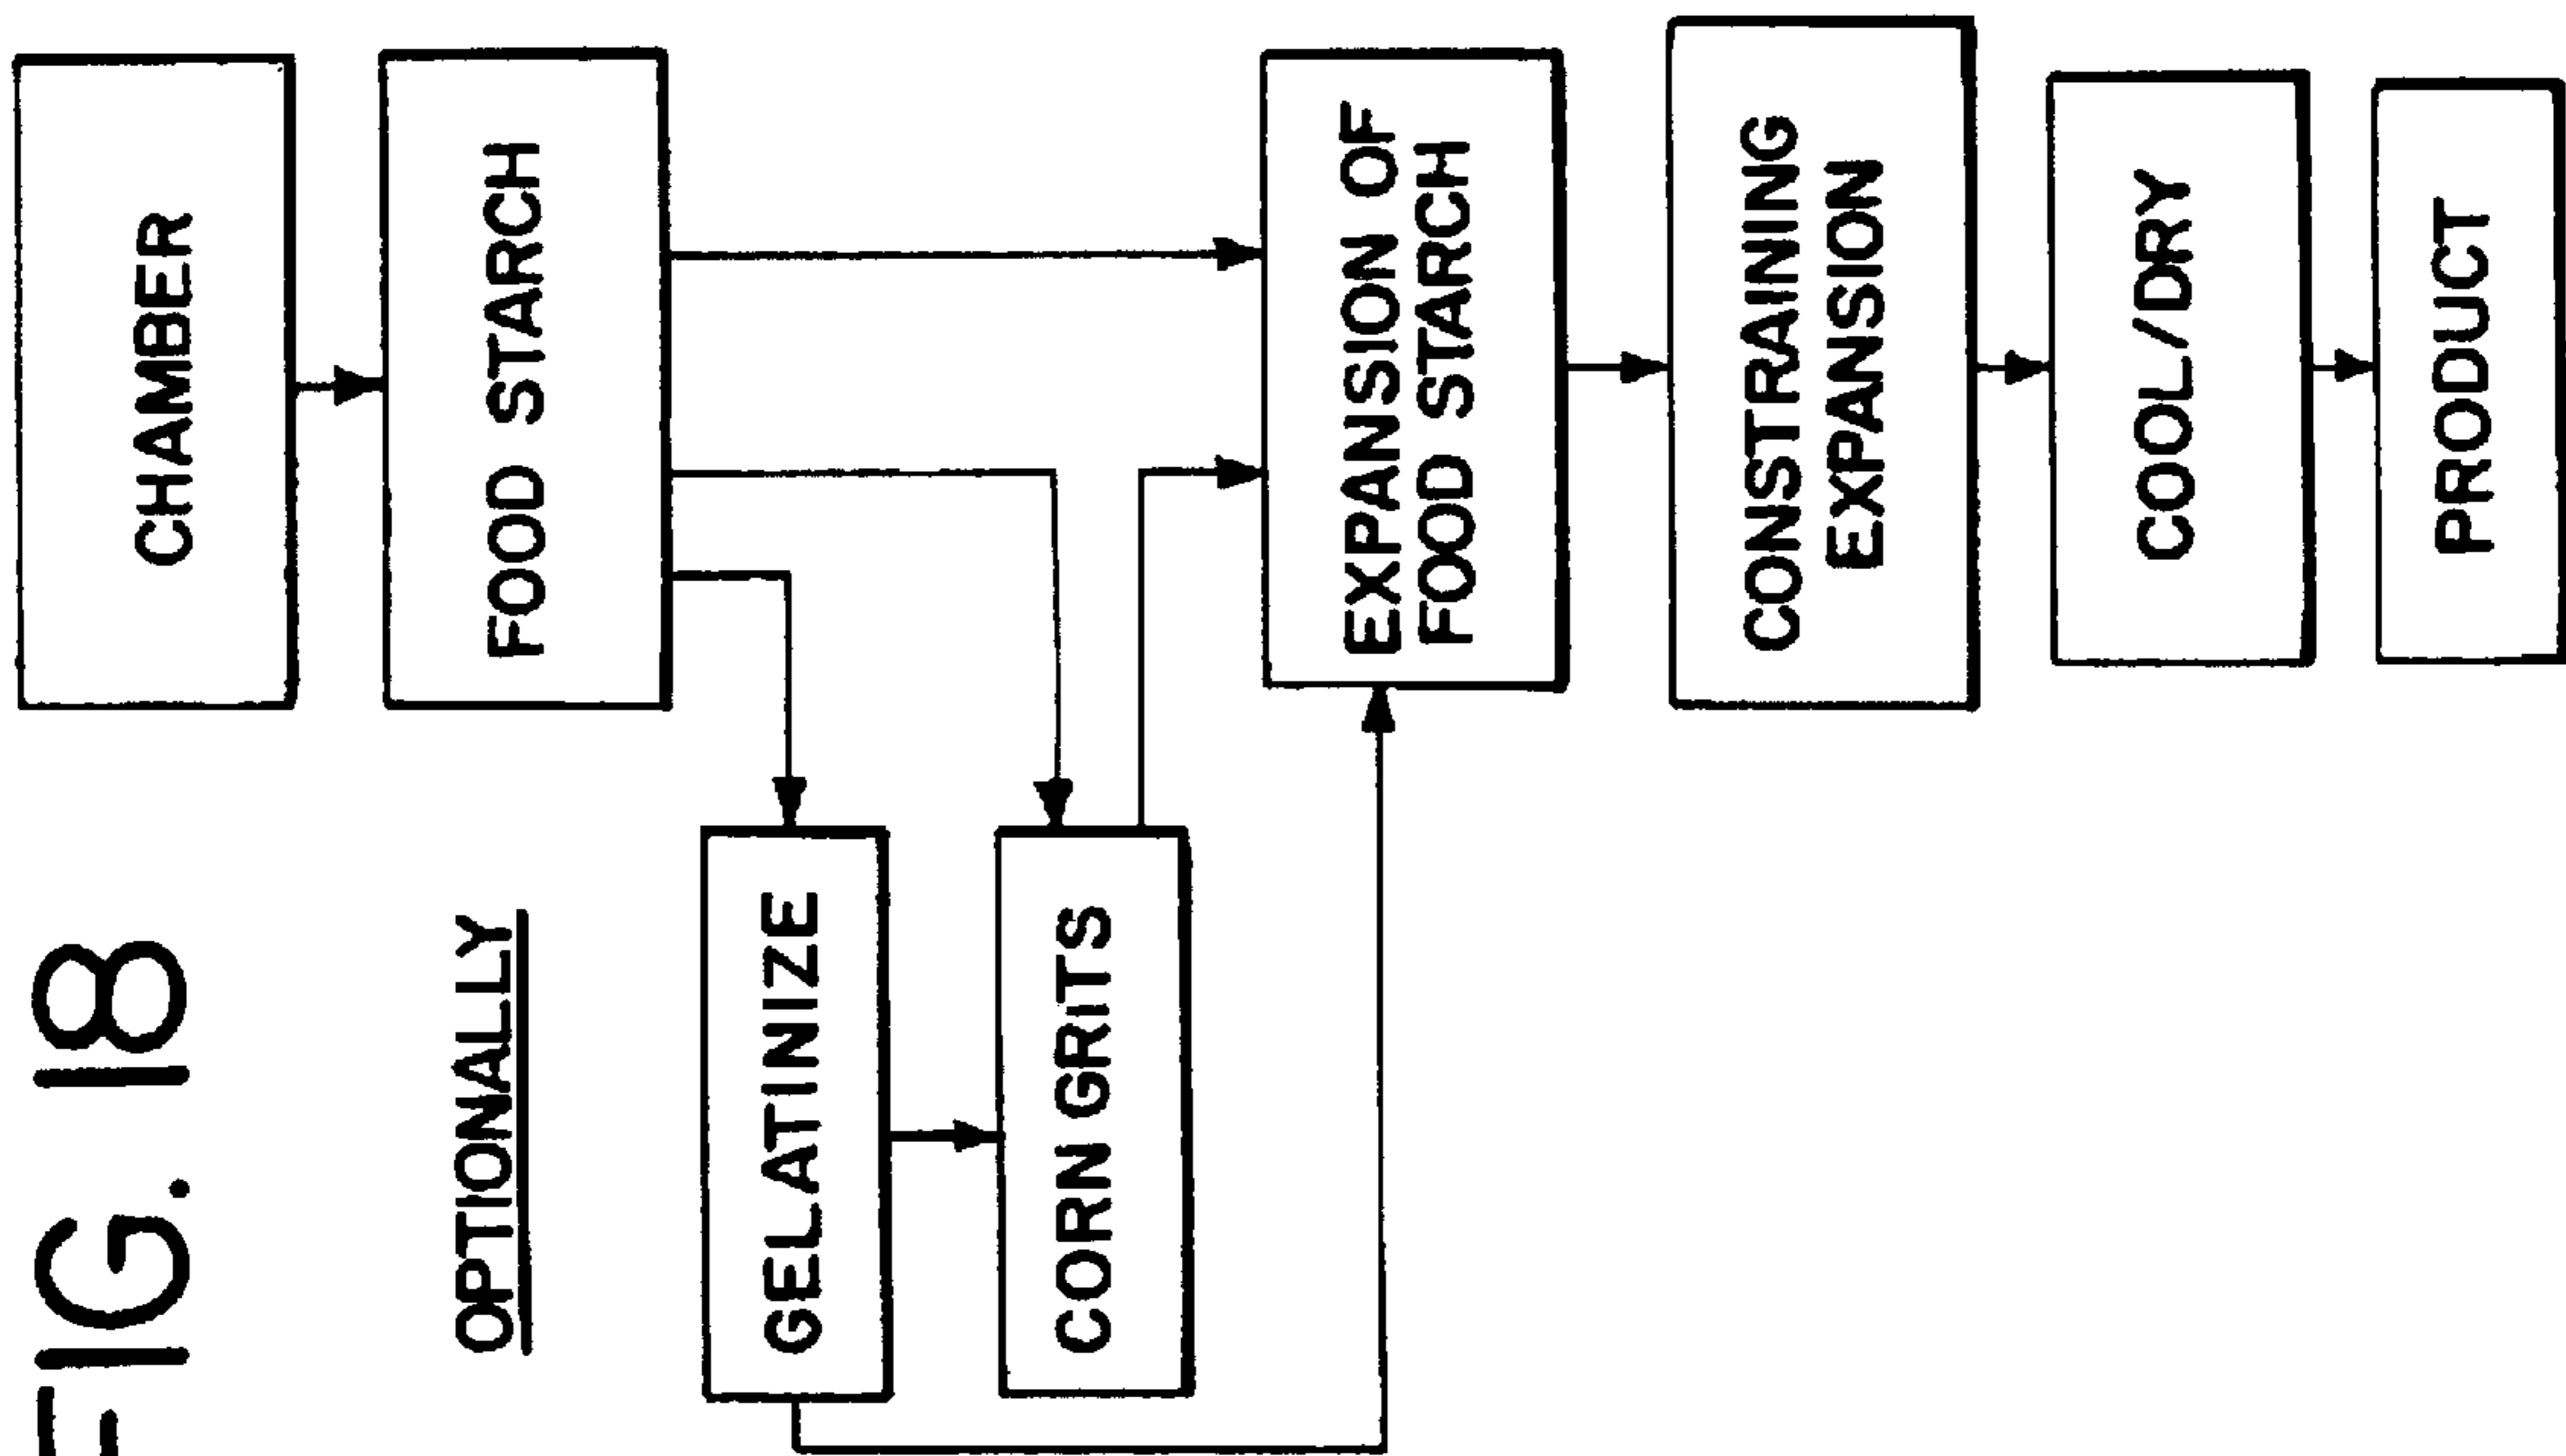 FIG. 18
OPTIONALLY
CHAMBER
FOOD STARCH
GELATINIZE
CORN GRITS
EXPANSION OF
FOOD STARCH
CONSTRAINING
EXPANSION
COOL/DRY
PRODUCT